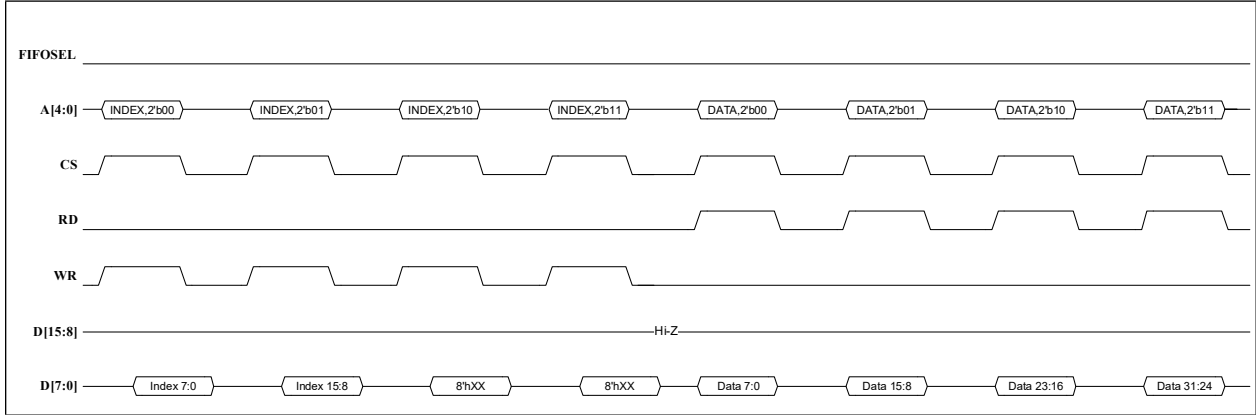 FIFOSEL
A[4:0] INDEX,2'b00 INDEX,2'b01 INDEX,2'b10 INDEX,2'b11 DATA,2'b00 DATA,2'b01 DATA,2'b10 DATA,2'b11
CS
RD
WR
D[15:8] Hi-Z
D[7:0] Index 7:0 Index 15:8 8'hXX 8'hXX Data 7:0 Data 15:8 Data 23:16 Data 31:24